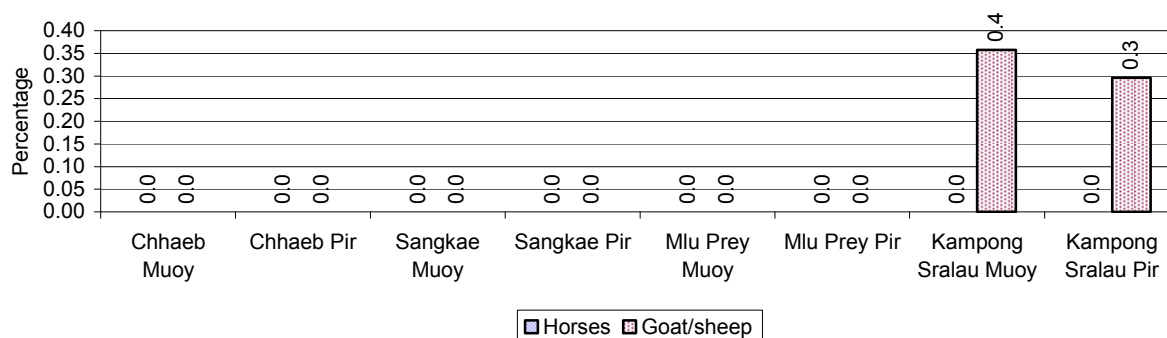 Percentage
0.40
0.35
0.30
0.25
0.20
0.15
0.10
0.05
0.00
0.0 0.0 0.0 0.0 0.0 0.0 0.0 0.0 0.0 0.0 0.0 0.0 0.0 0.4 0.0 0.3
Chhaeb Muoy
Chhaeb Pir
Sangkae Muoy
Sangkae Pir
Mlu Prey Muoy
Mlu Prey Pir
Kampong Sralau Muoy
Kampong Sralau Pir
Horses Goat/sheep